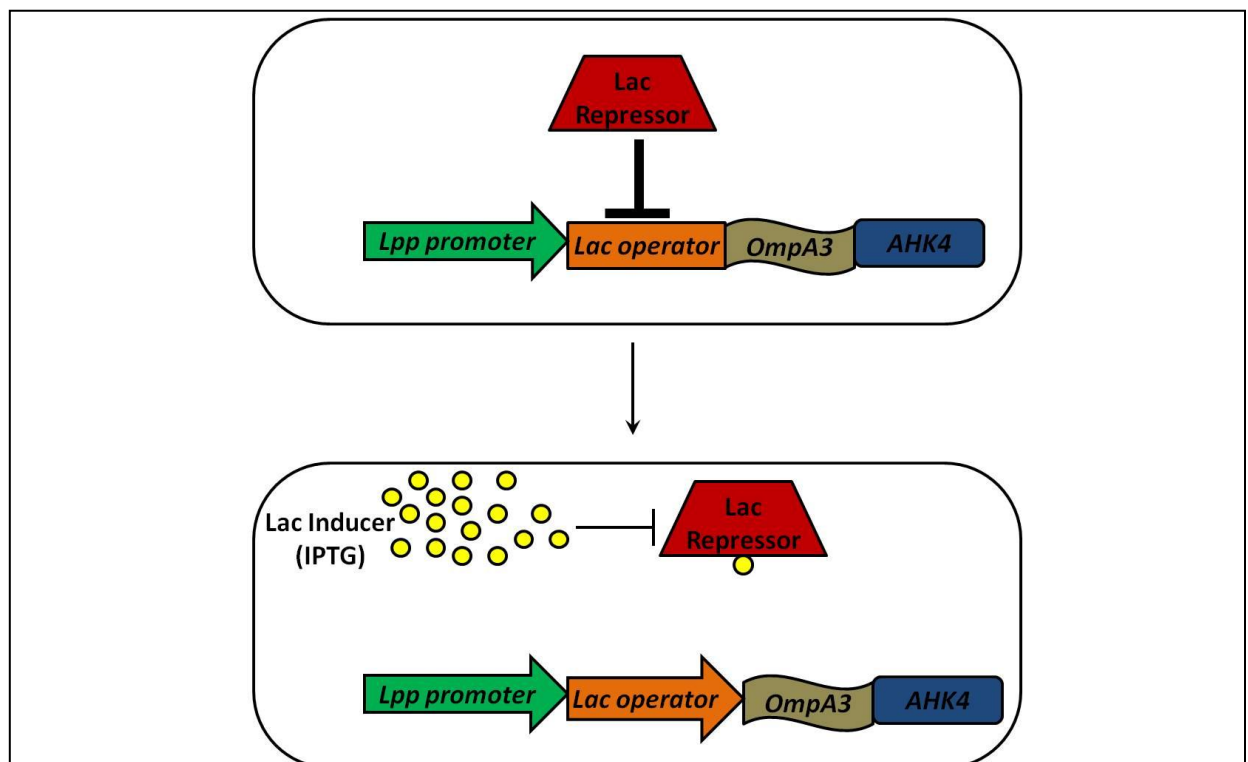 Lac
Repressor
Lpp promoter Lac operator OmpA3 AHK4
Lac Inducer
(IPTG)
Lac
Repressor
Lpp promoter Lac operator OmpA3 AHK4